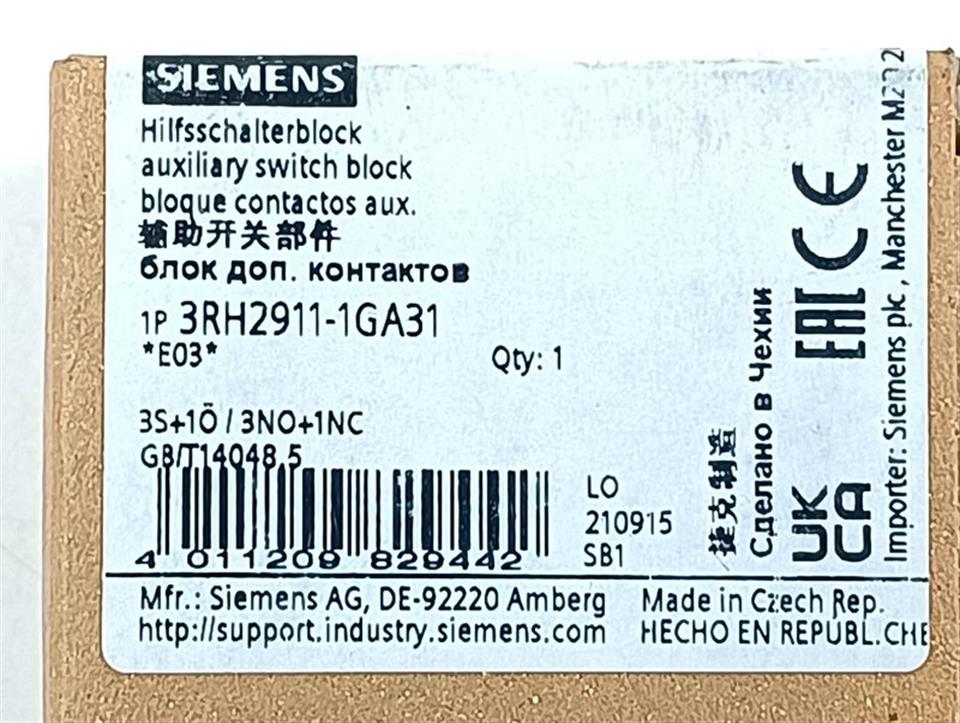 SIEMENS
Hilfsschalterblock
auxiliary switch block
bloque contactos aux.
辅助开关部件
блок доп. контактов
1P 3RH2911-1GA31
*E03*
Qty: 1
3S+1Ö / 3NO+1NC
GB/T14048.5
4 011209 829442
LO
210915
SB1
捷克制造
Сделано в Чехии
UK
CA
EAC
CE
Importer: Siemens plc , Manchester
Mfr.: Siemens AG, DE-92220 Amberg
http://support.industry.siemens.com
Made in Czech Rep.
HECHO EN REPUBL.CHE